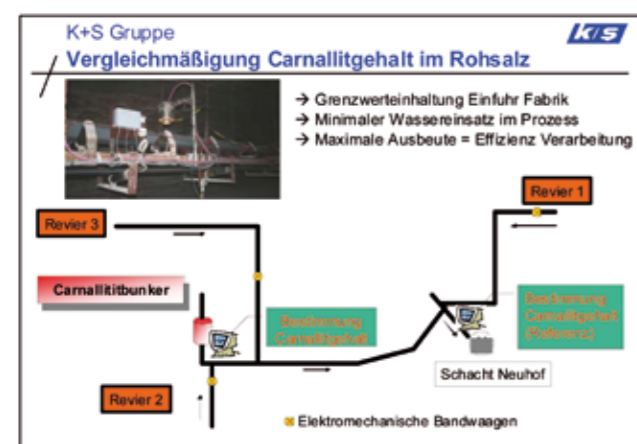 K+S Gruppe
K+S
Vergleichmäßigung Carnallitgehalt im Rohsalz
→ Grenzwerteinhaltung Einfuhr Fabrik
→ Minimaler Wassereinsatz im Prozess
→ Maximale Ausbeute = Effizienz Verarbeitung
Revier 1
Revier 3
Carnallititbunker
Bestimmung
Carnallitgehalt
Bestimmung
Carnallitgehalt
(Referenz)
Schacht Neuhof
Revier 2
Elektromechanische Bandwaagen